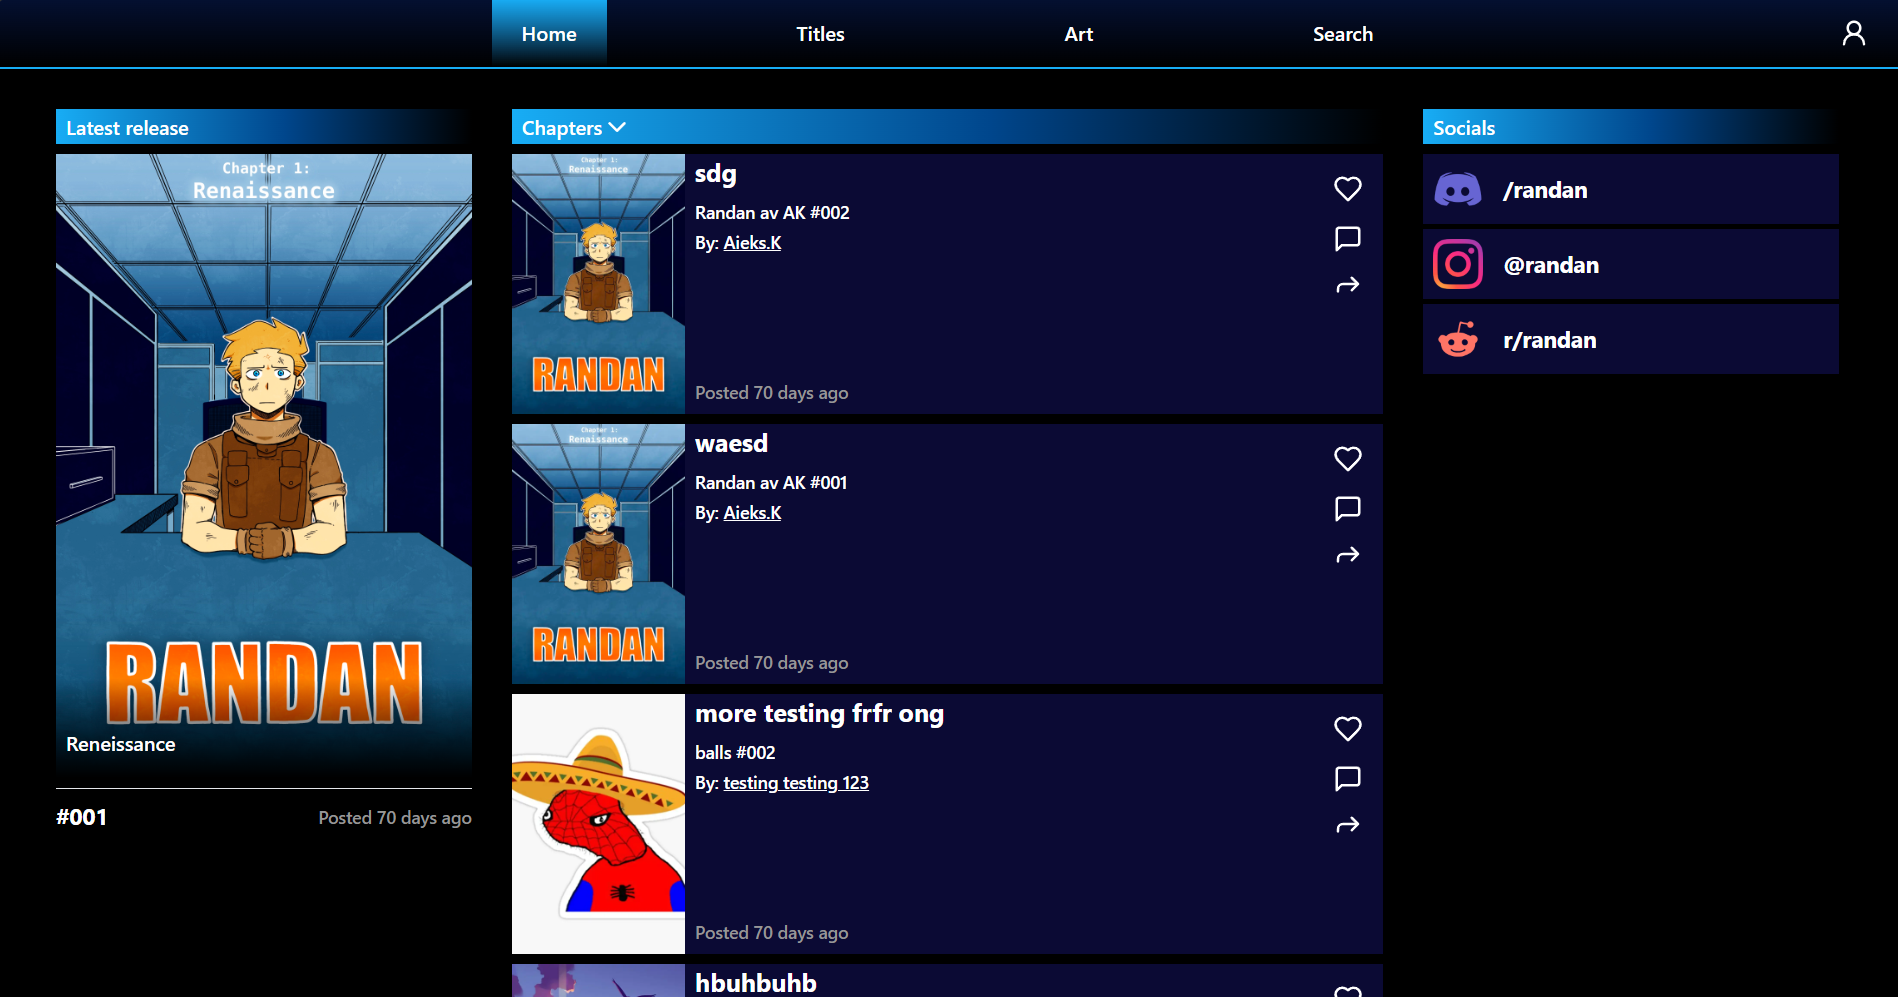 Home
Titles
Art
Search
Latest release
Chapter 1:
Renaissance
RANDAN
Reneissance
#001
Posted 70 days ago
Chapters
Chapter 1:
Renaissance
RANDAN
sdg
Randan av AK #002
By: Aieks.K
Posted 70 days ago
Chapter 1:
Renaissance
RANDAN
waesd
Randan av AK #001
By: Aieks.K
Posted 70 days ago
more testing frfr ong
balls #002
By: testing testing 123
Posted 70 days ago
hbuhbuhb
Socials
/randan
@randan
r/randan